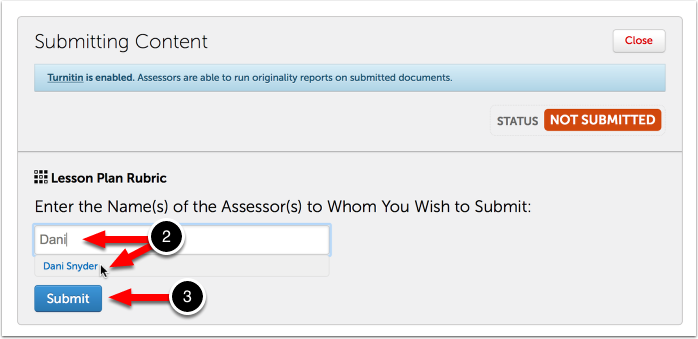 Submitting Content
Close
Turnitin is enabled. Assessors are able to run originality reports on submitted documents.
STATUS NOT SUBMITTED
Lesson Plan Rubric
Enter the Name(s) of the Assessor(s) to Whom You Wish to Submit:
Dani
2
Dani Snyder
Submit
3